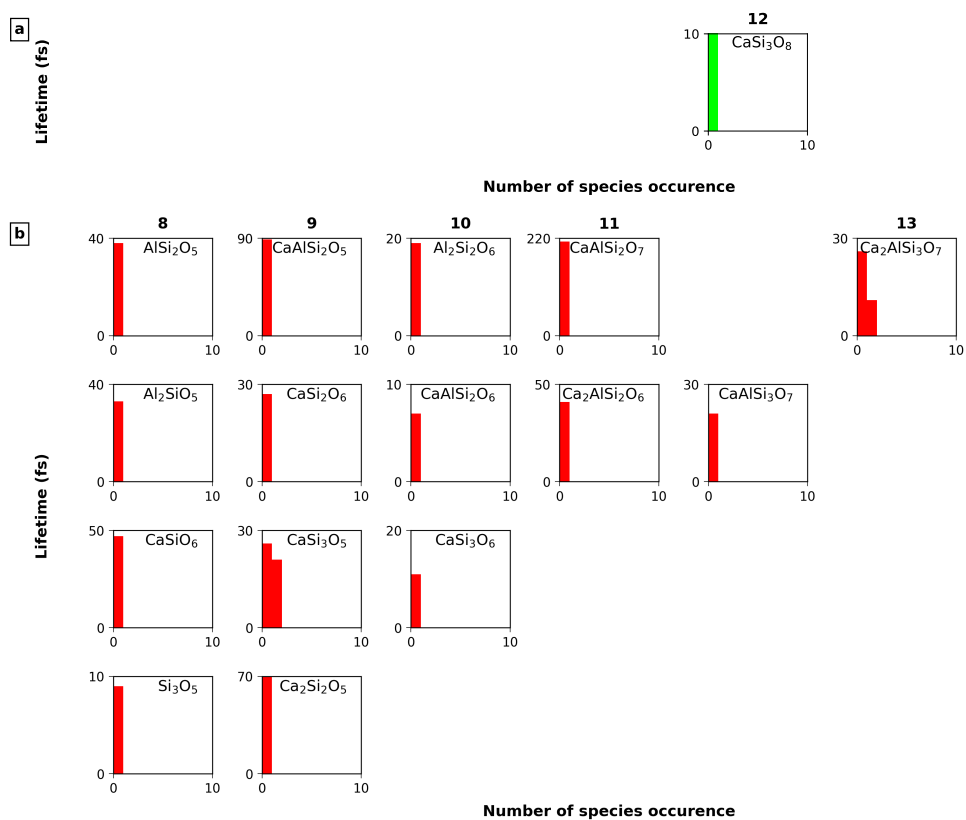 a
Lifetime (fs)
12
10
CaSi₃O₈
0
0 10
Number of species occurence
b
Lifetime (fs)
8 9 10 11 13
40 AlSi₂O₅ 90 CaAlSi₂O₅ 20 Al₂Si₂O₆ 220 CaAlSi₂O₇ 30 Ca₂AlSi₃O₇
0 0 0 0 0
0 10 0 10 0 10 0 10 0 10
40 Al₂SiO₅ 30 CaSi₂O₆ 10 CaAlSi₂O₆ 50 Ca₂AlSi₂O₆ 30 CaAlSi₃O₇
0 0 0 0 0
0 10 0 10 0 10 0 10 0 10
50 CaSiO₆ 30 CaSi₃O₅ 20 CaSi₃O₆
0 0 0
0 10 0 10 0 10
10 Si₃O₅ 70 Ca₂Si₂O₅
0 0
0 10 0 10
Number of species occurence